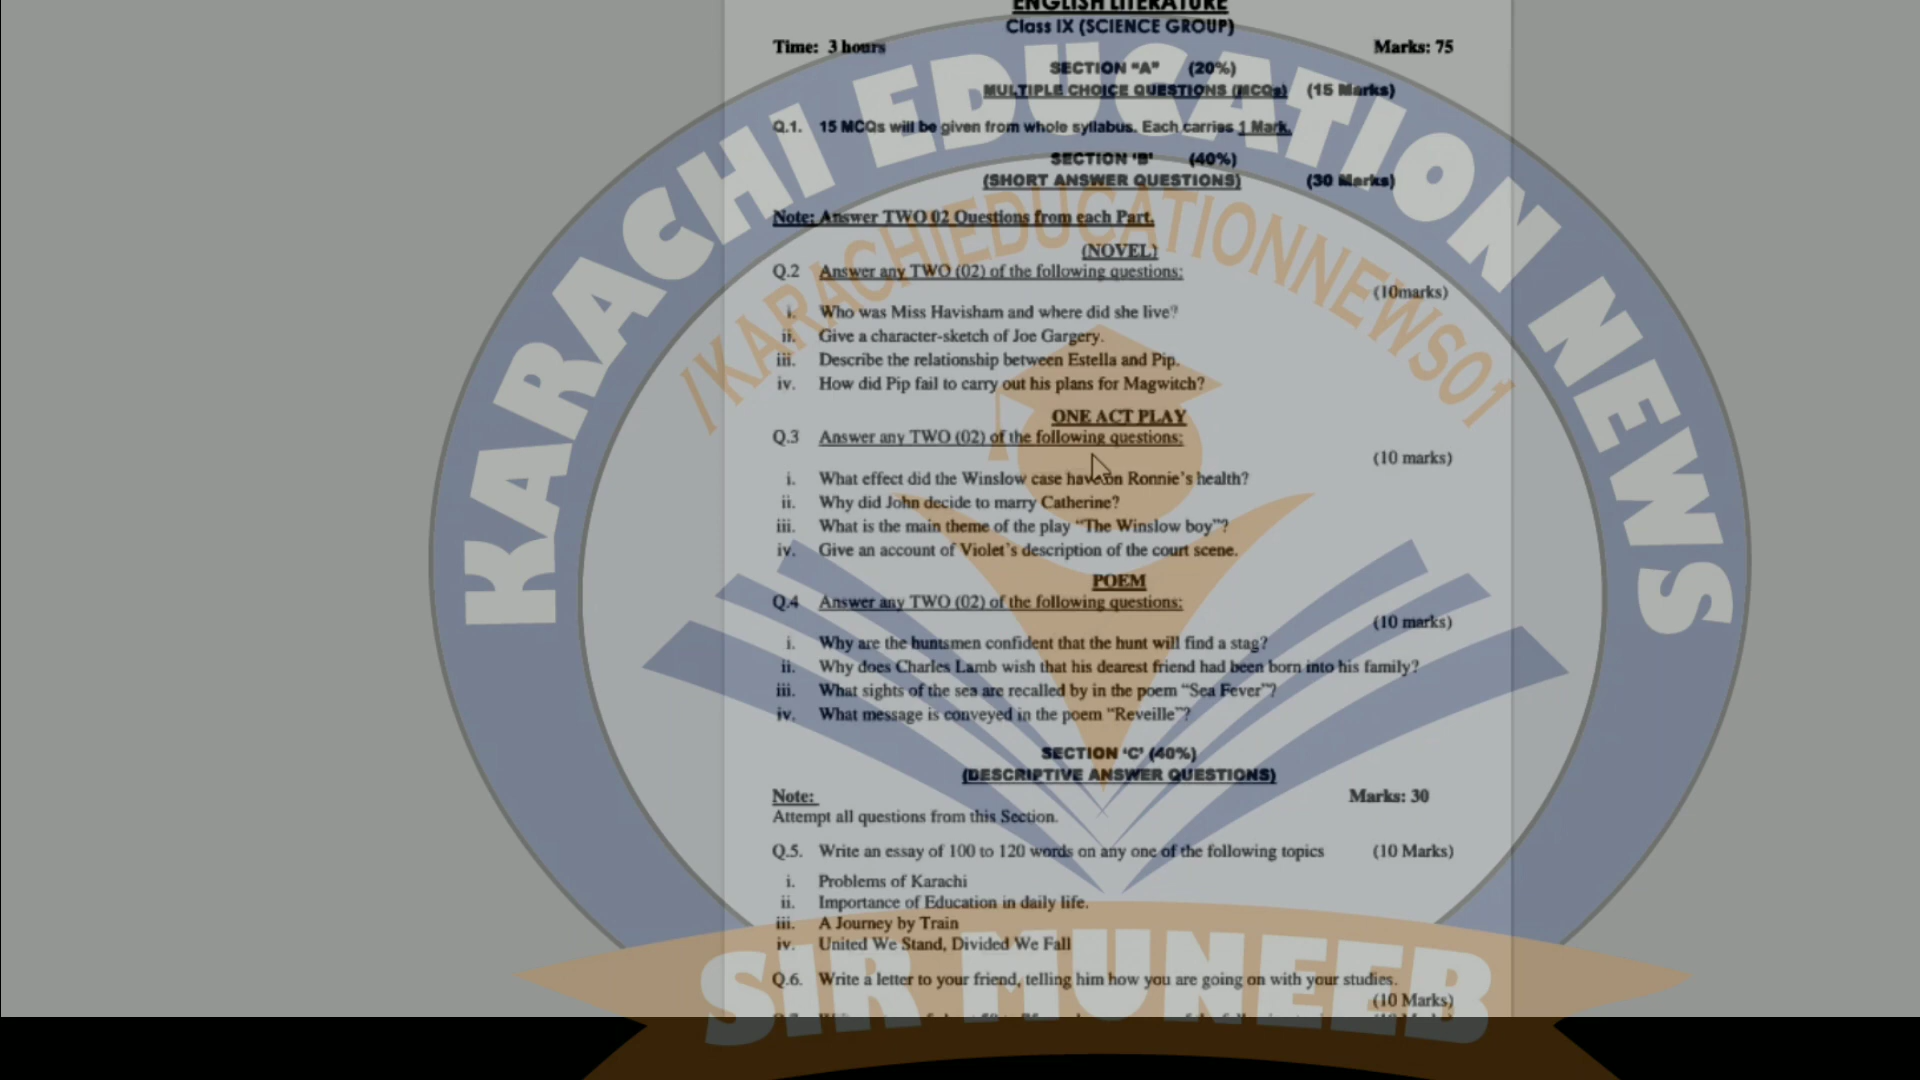 ENGLISH LITERATURE
Class IX (SCIENCE GROUP)
Time: 3 hours Marks: 75
SECTION "A" (20%)
MULTIPLE CHOICE QUESTIONS (MCQs) (15 Marks)
Q.1. 15 MCQs will be given from whole syllabus. Each carries 1 Mark.
SECTION 'B' (40%)
(SHORT ANSWER QUESTIONS) (30 Marks)
Note: Answer TWO 02 Questions from each Part.
(NOVEL)
Q.2 Answer any TWO (02) of the following questions:
(10marks)
i. Who was Miss Havisham and where did she live?
ii. Give a character-sketch of Joe Gargery.
iii. Describe the relationship between Estella and Pip.
iv. How did Pip fail to carry out his plans for Magwitch?
ONE ACT PLAY
Q.3 Answer any TWO (02) of the following questions:
(10 marks)
i. What effect did the Winslow case have on Ronnie's health?
ii. Why did John decide to marry Catherine?
iii. What is the main theme of the play "The Winslow boy"?
iv. Give an account of Violet's description of the court scene.
POEM
Q.4 Answer any TWO (02) of the following questions:
(10 marks)
i. Why are the huntsmen confident that the hunt will find a stag?
ii. Why does Charles Lamb wish that his dearest friend had been born into his family?
iii. What sights of the sea are recalled by in the poem "Sea Fever"?
iv. What message is conveyed in the poem "Reveille"?
SECTION 'C' (40%)
(DESCRIPTIVE ANSWER QUESTIONS)
Note: Marks: 30
Attempt all questions from this Section.
Q.5. Write an essay of 100 to 120 words on any one of the following topics (10 Marks)
i. Problems of Karachi
ii. Importance of Education in daily life.
iii. A Journey by Train
iv. United We Stand, Divided We Fall
Q.6. Write a letter to your friend, telling him how you are going on with your studies.
(10 Marks)
KARACHI EDUCATION NEWS
/KARACHIEDUCATIONNEWS01
SIR MUNEEB